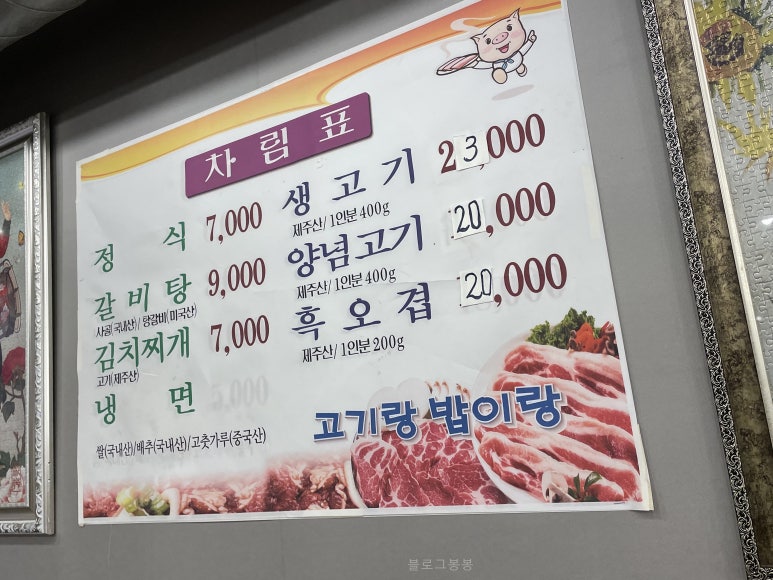 차림표
정식 7,000
갈비탕 9,000
사골(국내산)/탕갈비(미국산)
김치찌개 7,000
고기(제주산)
냉면 5,000
쌀(국내산)/배추(국내산)/고춧가루(중국산)
생고기 23,000
제주산/1인분 400g
양념고기 20,000
제주산/1인분 400g
흑오겹 20,000
제주산/1인분 200g
고기랑 밥이랑
블로그봉봉